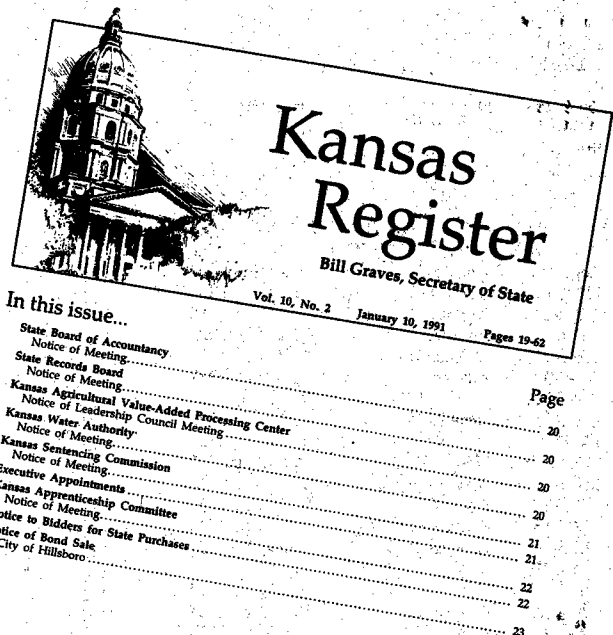 Kansas
Register
Bill Graves, Secretary of State
Vol. 10, No. 2 January 10, 1991 Pages 19-62
In this issue...
Page
State Board of Accountancy
Notice of Meeting 20
State Records Board
Notice of Meeting 20
Kansas Agricultural Value-Added Processing Center
Notice of Leadership Council Meeting 20
Kansas Water Authority
Notice of Meeting 20
Kansas Sentencing Commission
Notice of Meeting 21
Executive Appointments 21
Kansas Apprenticeship Committee
Notice of Meeting 22
otice to Bidders for State Purchases 22
otice of Bond Sale
City of Hillsboro 23